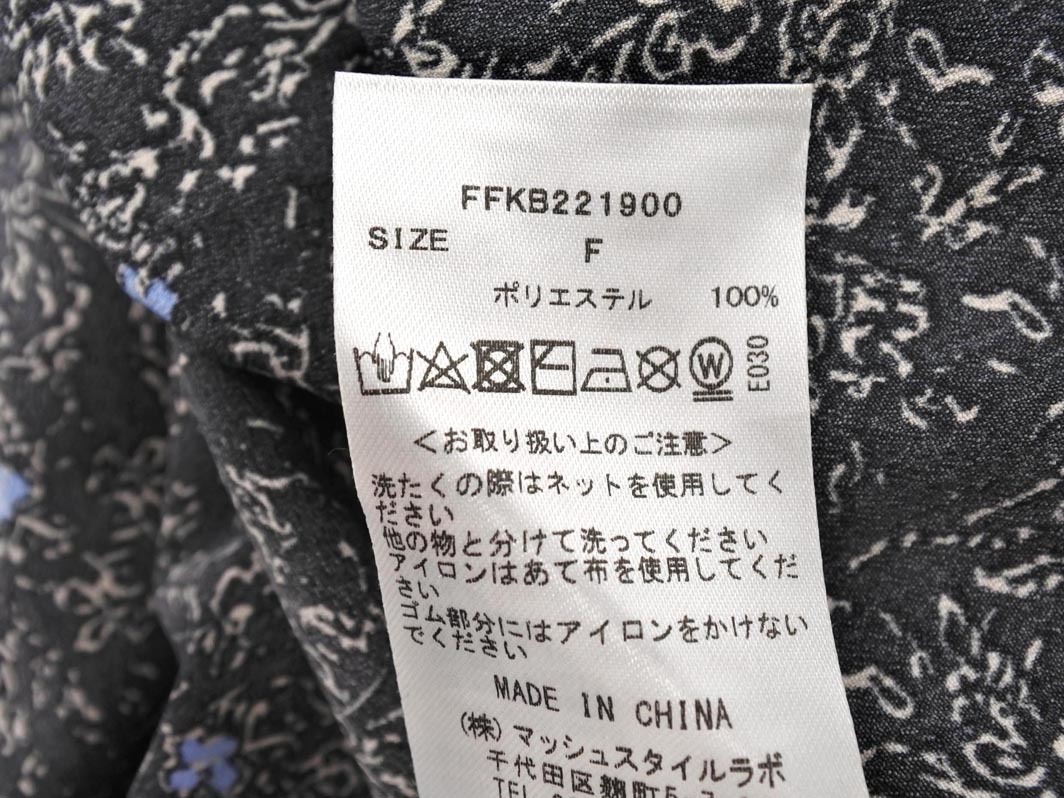 FFKB221900
SIZE F
ポリエステル 100%
W
E030
＜お取り扱い上のご注意＞
洗たくの際はネットを使用してく
ださい
他の物と分けて洗ってください
アイロンはあて布を使用してくだ
さい
ゴム部分にはアイロンをかけない
でください
MADE IN CHINA
(株)マッシュスタイルラボ
千代田区麹町5-7
TEL